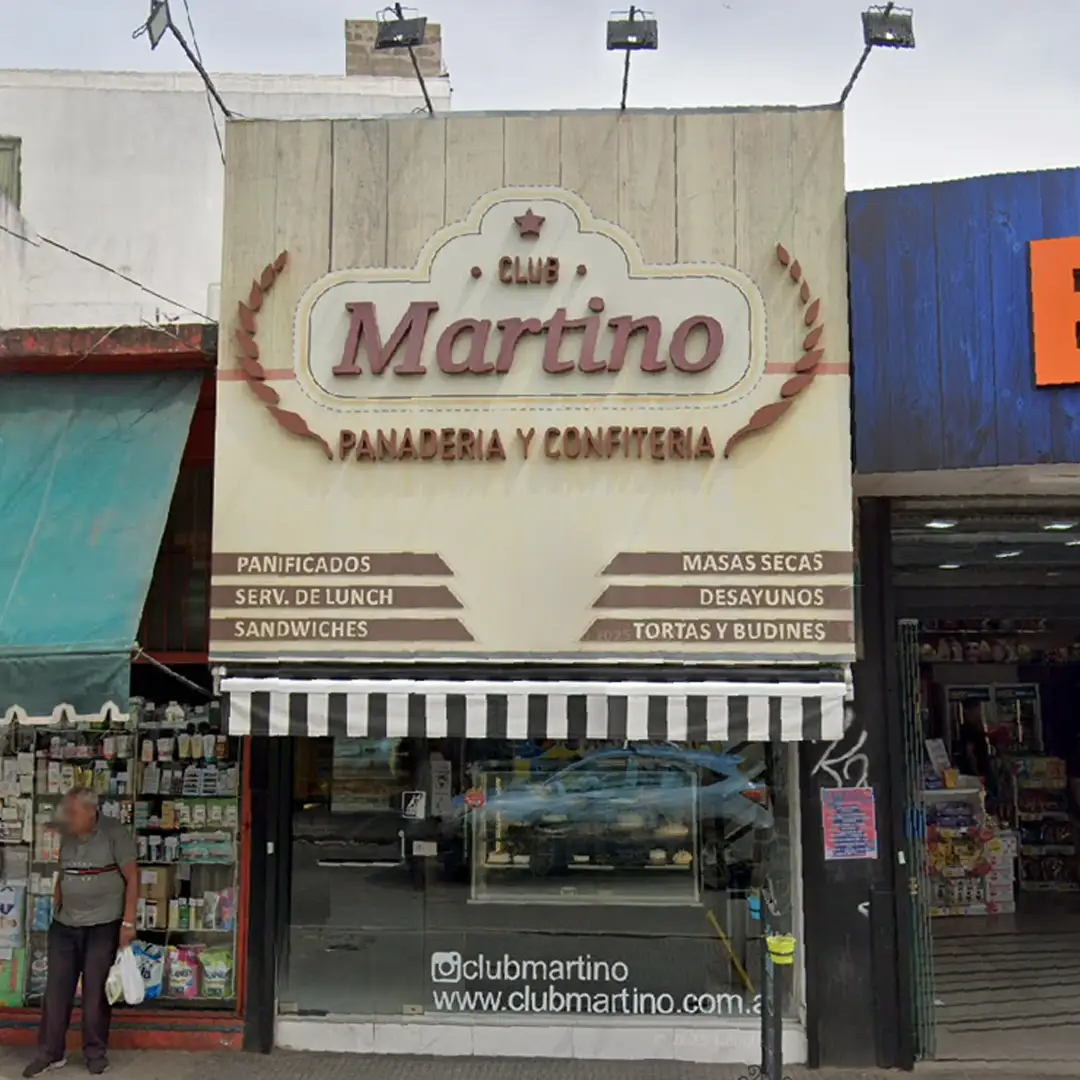 CLUB
Martino
PANADERIA Y CONFITERIA
PANIFICADOS
SERV. DE LUNCH
SANDWICHES
MASAS SECAS
DESAYUNOS
TORTAS Y BUDINES
clubmartino
www.clubmartino.com.a